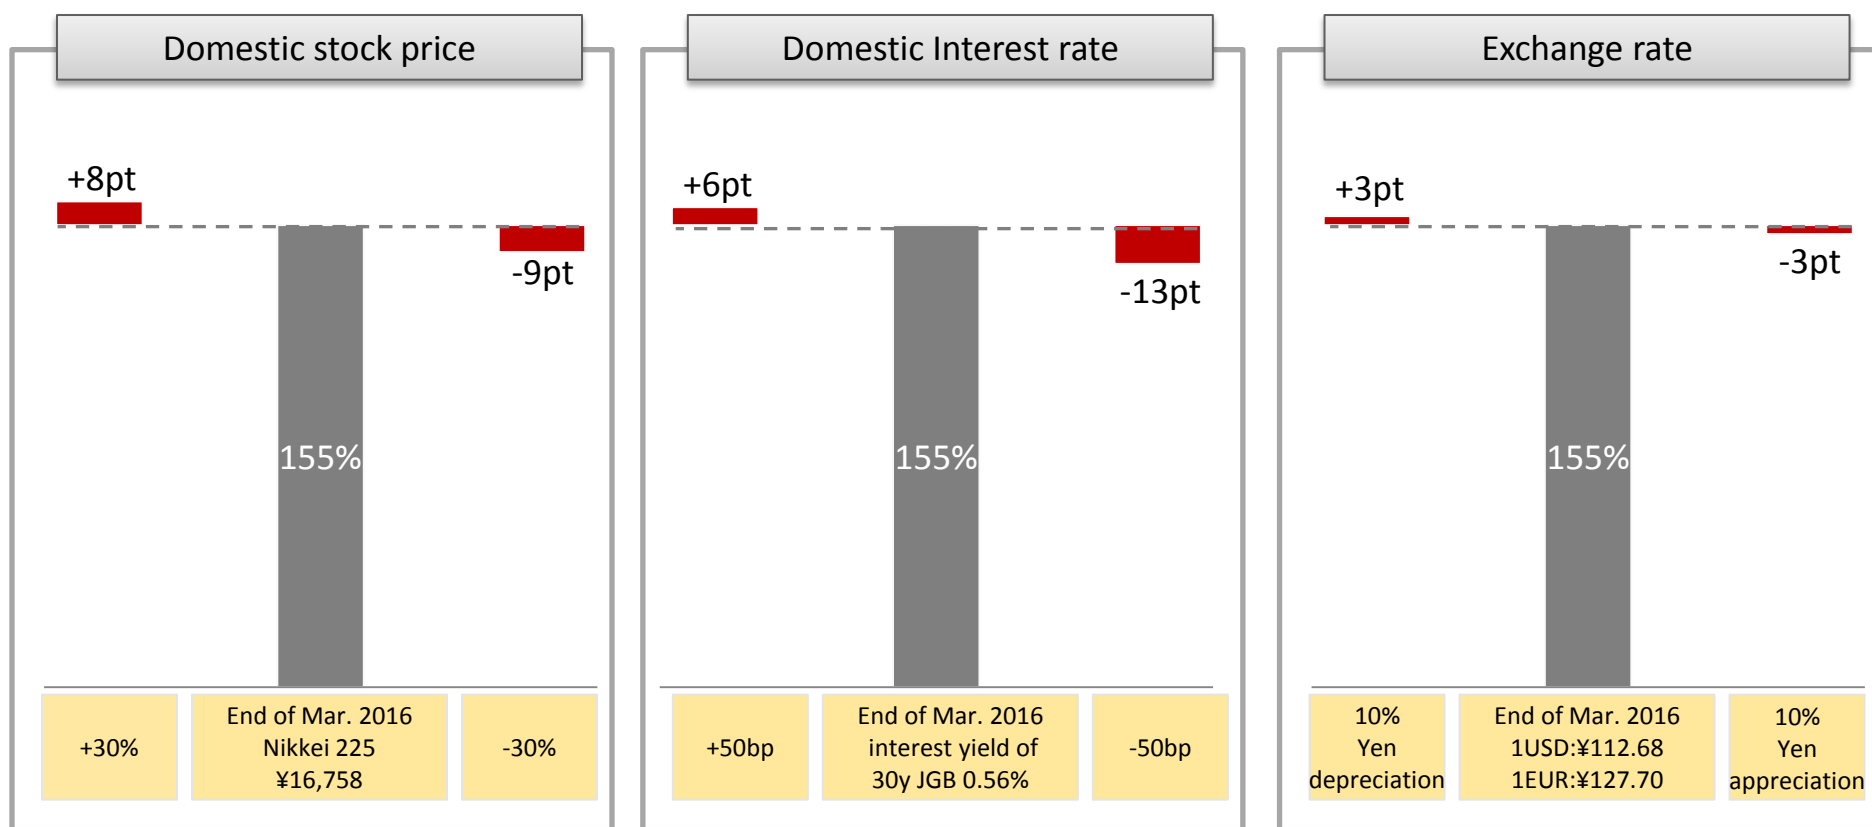 Domestic stock price
+8pt
-9pt
155%
+30%
End of Mar. 2016
Nikkei 225
¥16,758
-30%
Domestic Interest rate
+6pt
-13pt
155%
+50bp
End of Mar. 2016
interest yield of
30y JGB 0.56%
-50bp
Exchange rate
+3pt
-3pt
155%
10%
Yen
depreciation
End of Mar. 2016
1USD:¥112.68
1EUR:¥127.70
10%
Yen
appreciation